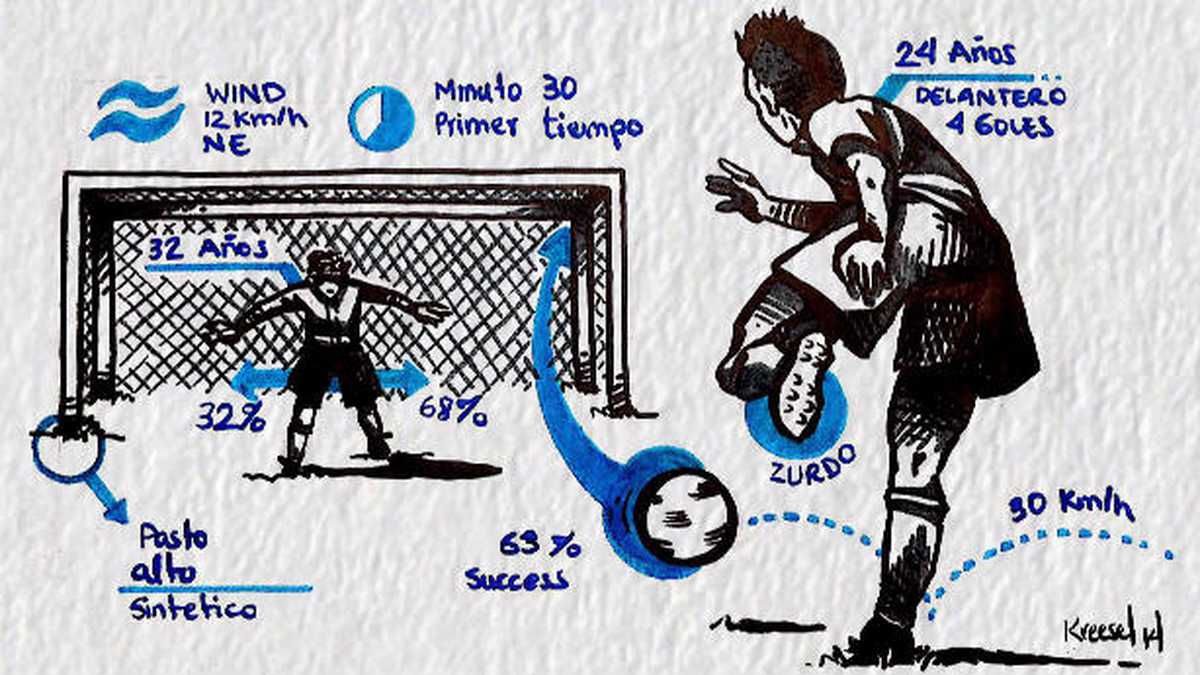 WIND
12 Km/h
NE
Minuto 30
Primer tiempo
24 Años
DELANTERO
4 GOLES
32 Años
32%
68%
ZURDO
30 Km/h
Pasto
alto
Sintetico
63 %
Success
Kreesel